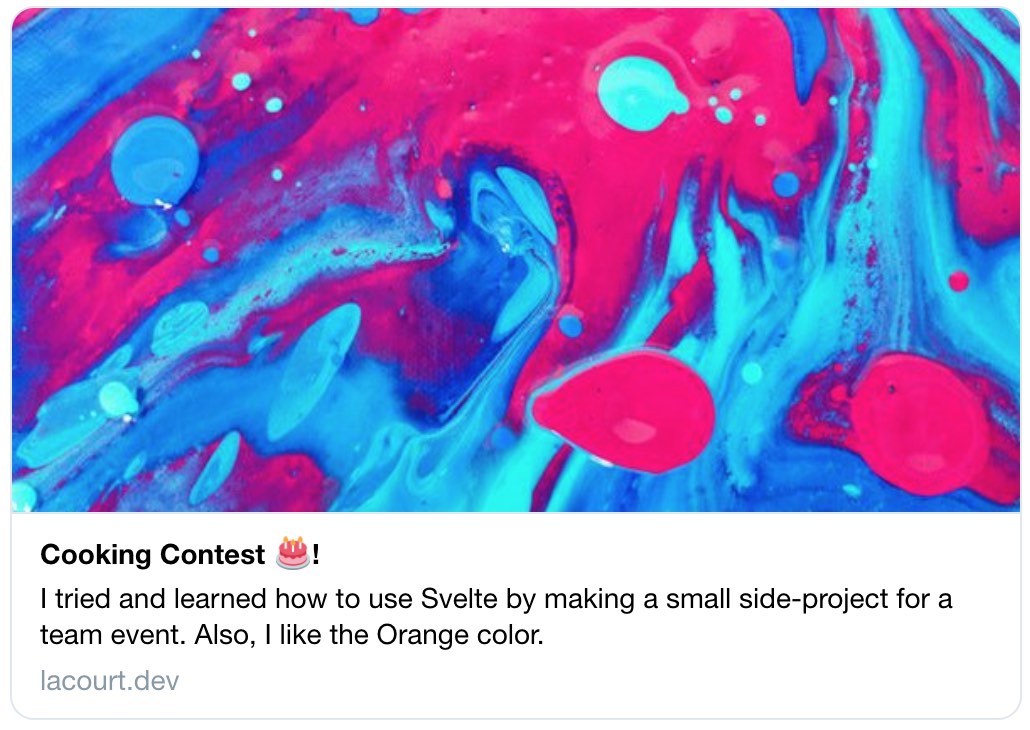 Cooking Contest 🎂!
I tried and learned how to use Svelte by making a small side-project for a
team event. Also, I like the Orange color.
lacourt.dev